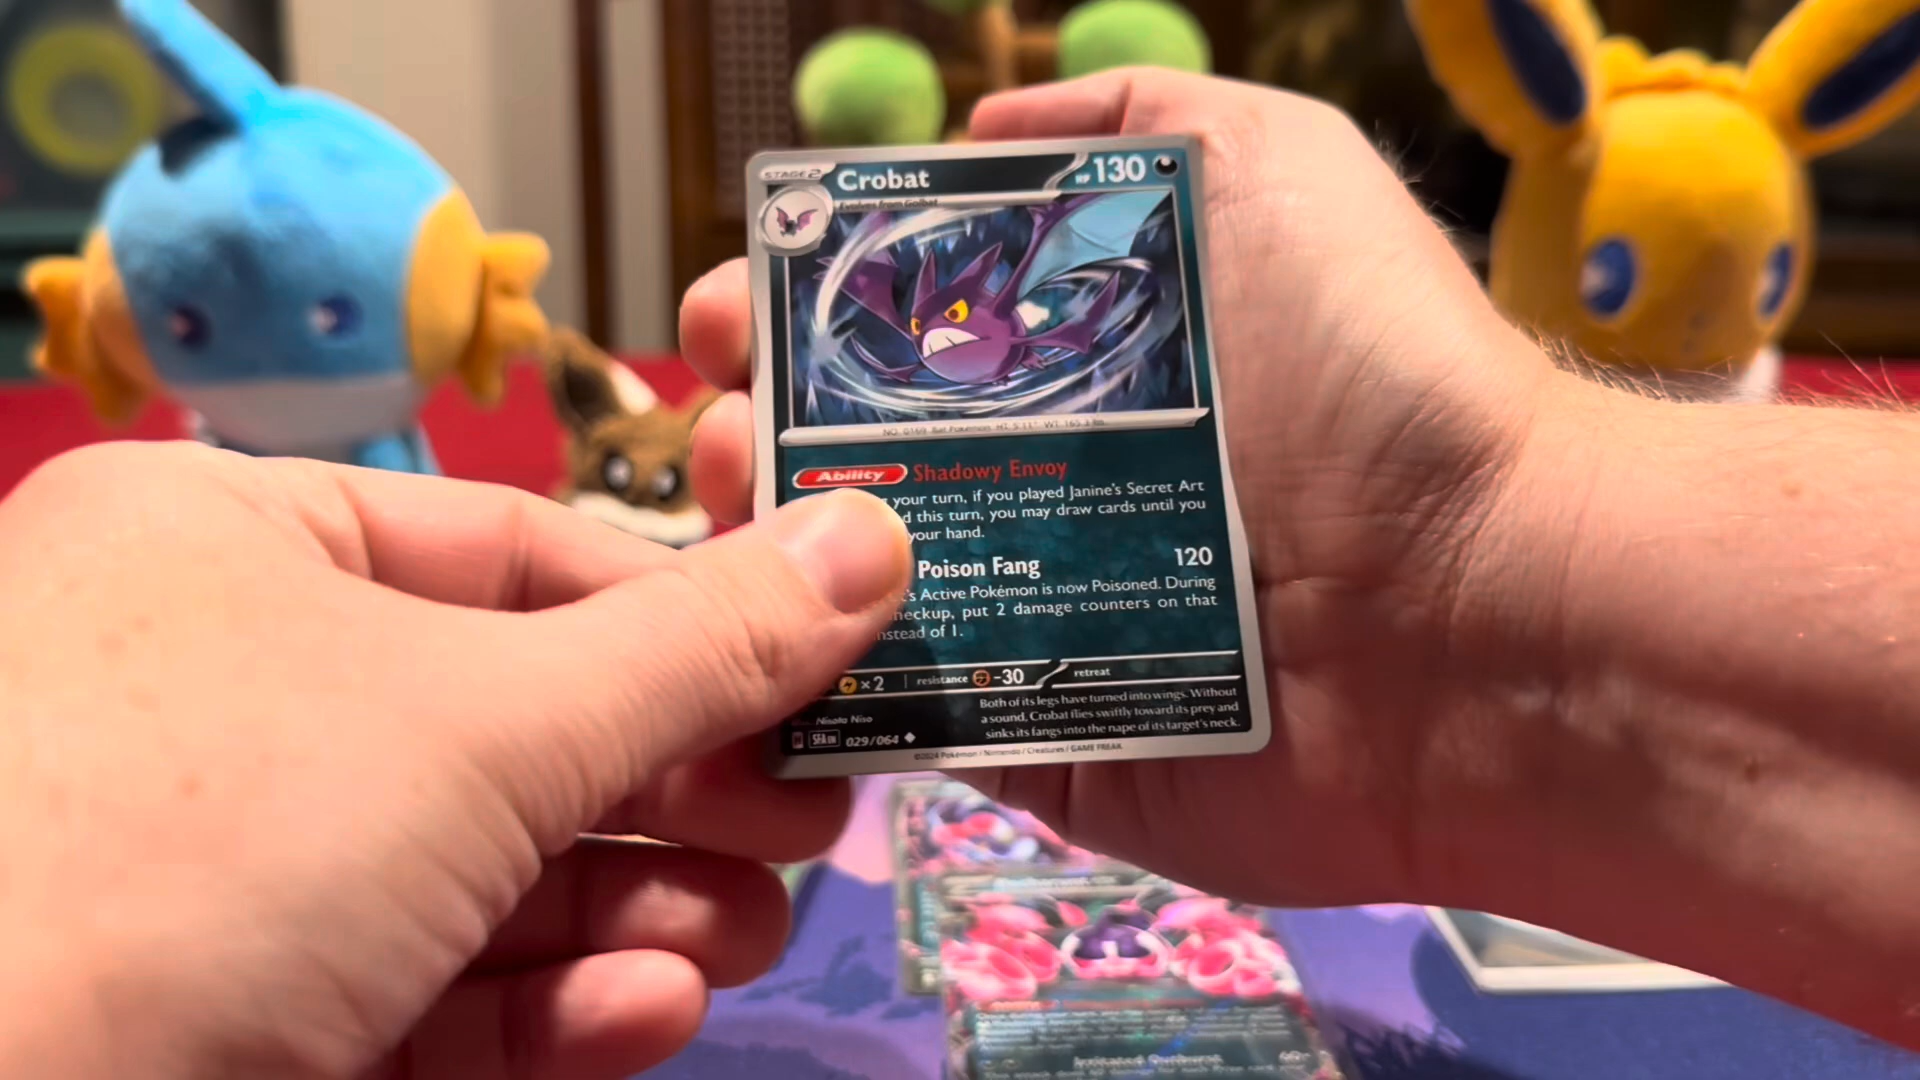 STAGE 2 Crobat HP 130
Evolves from Golbat
NO. 0169 Bat Pokémon HT: 5'11" WT: 165.3 lbs.
Ability Shadowy Envoy
your turn, if you played Janine's Secret Art
this turn, you may draw cards until you
your hand.
Poison Fang 120
's Active Pokémon is now Poisoned. During
heckup, put 2 damage counters on that
nstead of 1.
×2 resistance -30 retreat
Both of its legs have turned into wings. Without
a sound, Crobat flies swiftly toward its prey and
sinks its fangs into the nape of its target's neck.
SFA EN 029/064
©2024 Pokémon / Nintendo / Creatures / GAME FREAK
Irritated Outburst